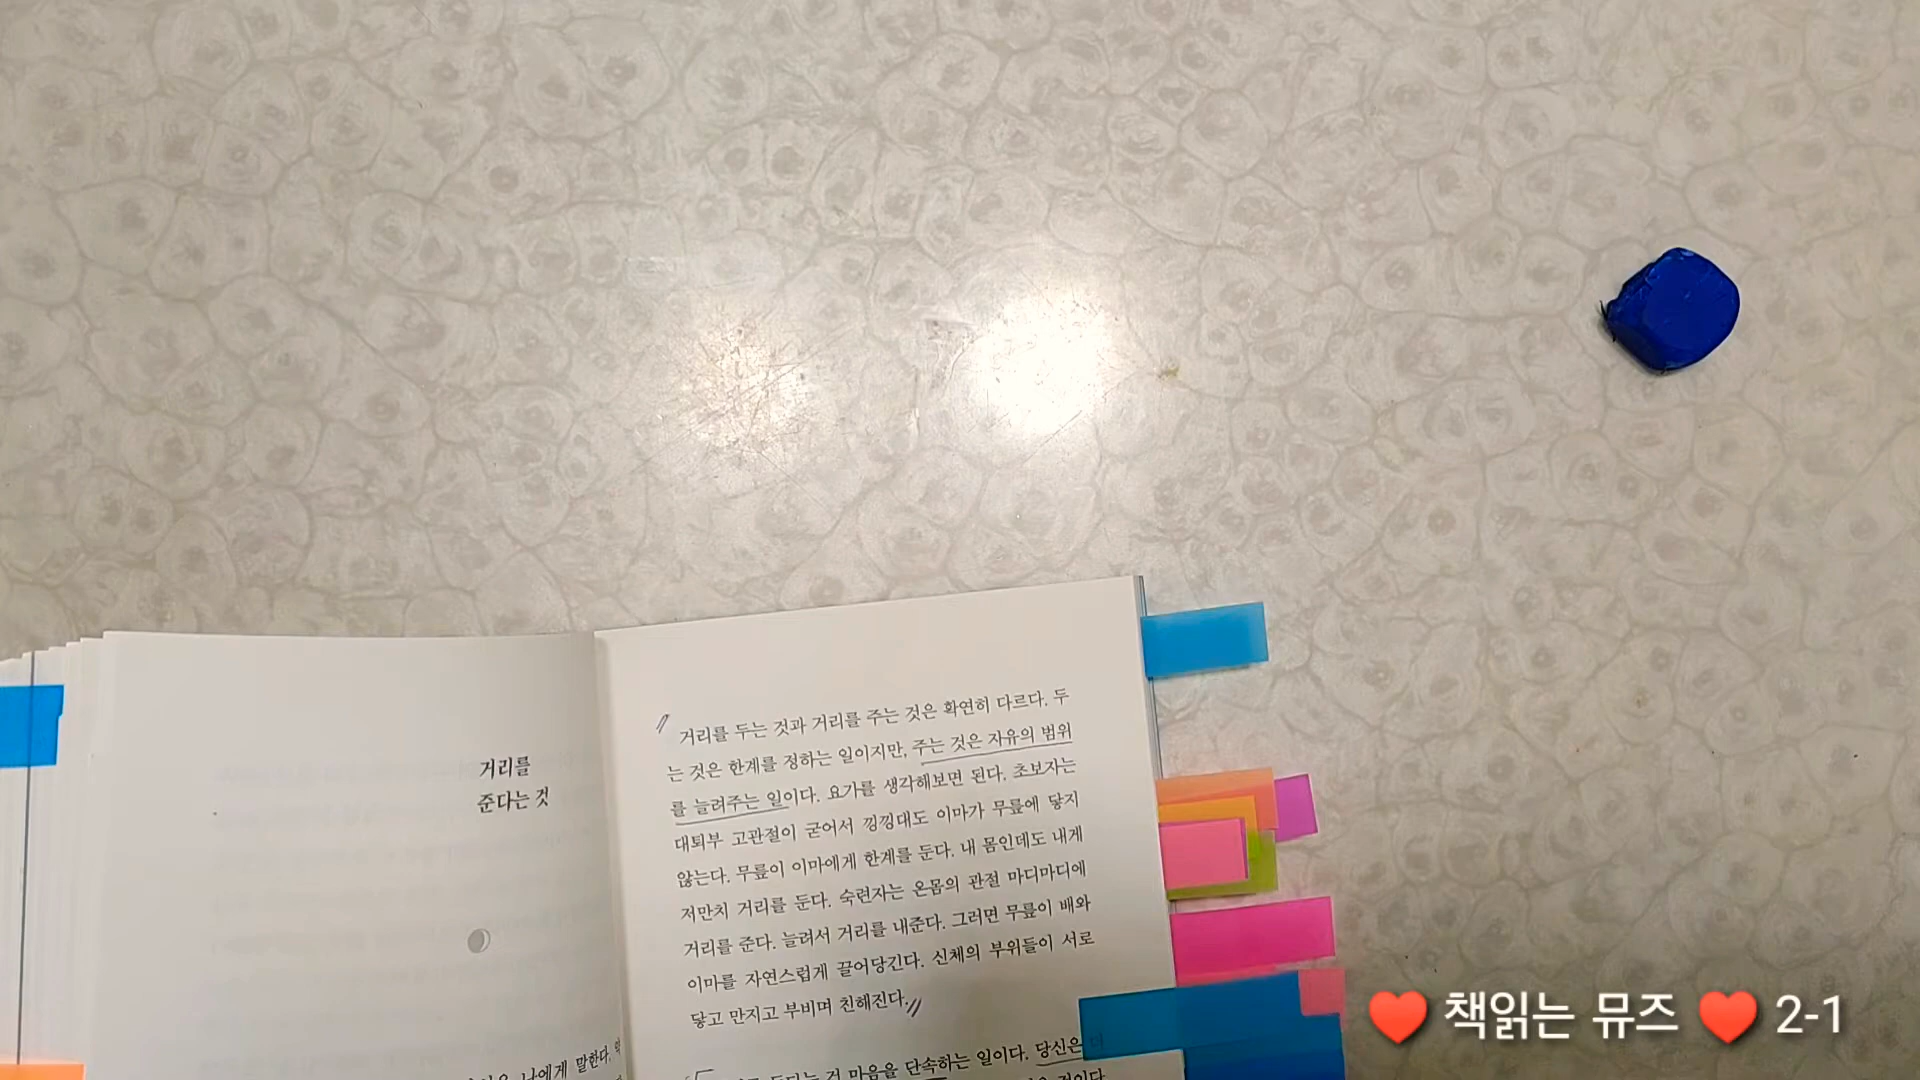 거리를
준다는 것
나에게 말한다.
거리를 두는 것과 거리를 주는 것은 확연히 다르다. 두
는 것은 한계를 정하는 일이지만, 주는 것은 자유의 범위
를 늘려주는 일이다. 요가를 생각해보면 된다. 초보자는
대퇴부 고관절이 굳어서 낑낑대도 이마가 무릎에 닿지
않는다. 무릎이 이마에게 한계를 둔다. 내 몸인데도 내게
저만치 거리를 둔다. 숙련자는 온몸의 관절 마디마디에
거리를 준다. 늘려서 거리를 내준다. 그러면 무릎이 배와
이마를 자연스럽게 끌어당긴다. 신체의 부위들이 서로
닿고 만지고 부비며 친해진다.
건 마음을 단속하는 일이다. 당신은
것이다.
책읽는 뮤즈 2-1